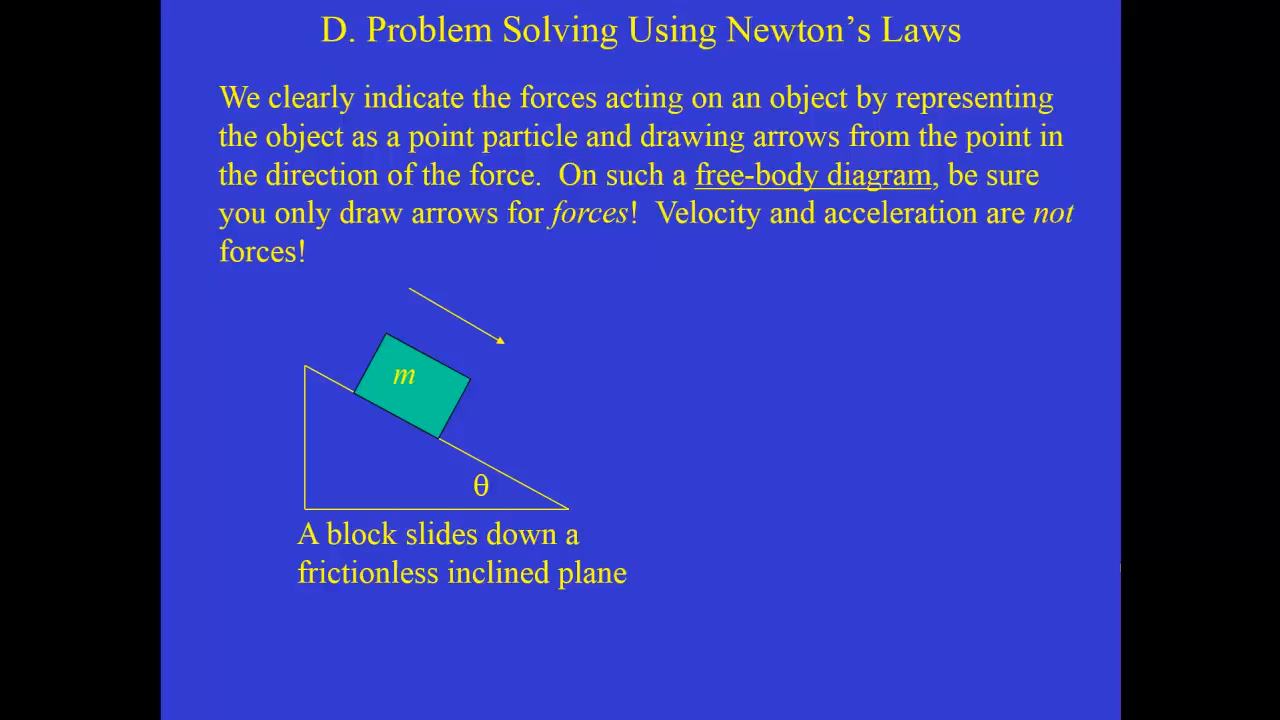 D. Problem Solving Using Newton’s Laws
We clearly indicate the forces acting on an object by representing
the object as a point particle and drawing arrows from the point in
the direction of the force.  On such a free-body diagram, be sure
you only draw arrows for forces!  Velocity and acceleration are not
forces!
m
θ
A block slides down a
frictionless inclined plane